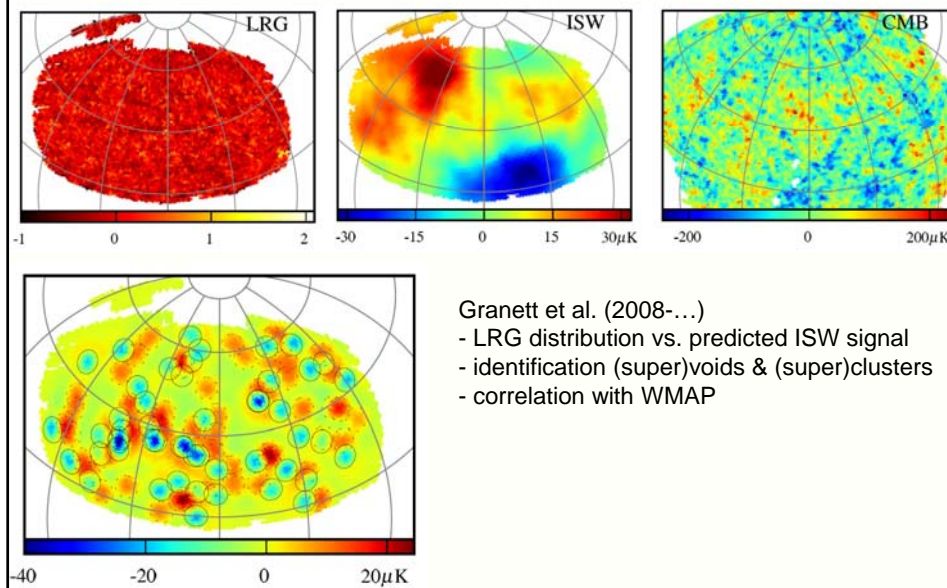 LRG
ISW
CMB
-1 0 1 2
-30 -15 0 15 30μK
-200 0 200μK
Granett et al. (2008-…)
- LRG distribution vs. predicted ISW signal
- identification (super)voids & (super)clusters
- correlation with WMAP
-40 -20 0 20μK